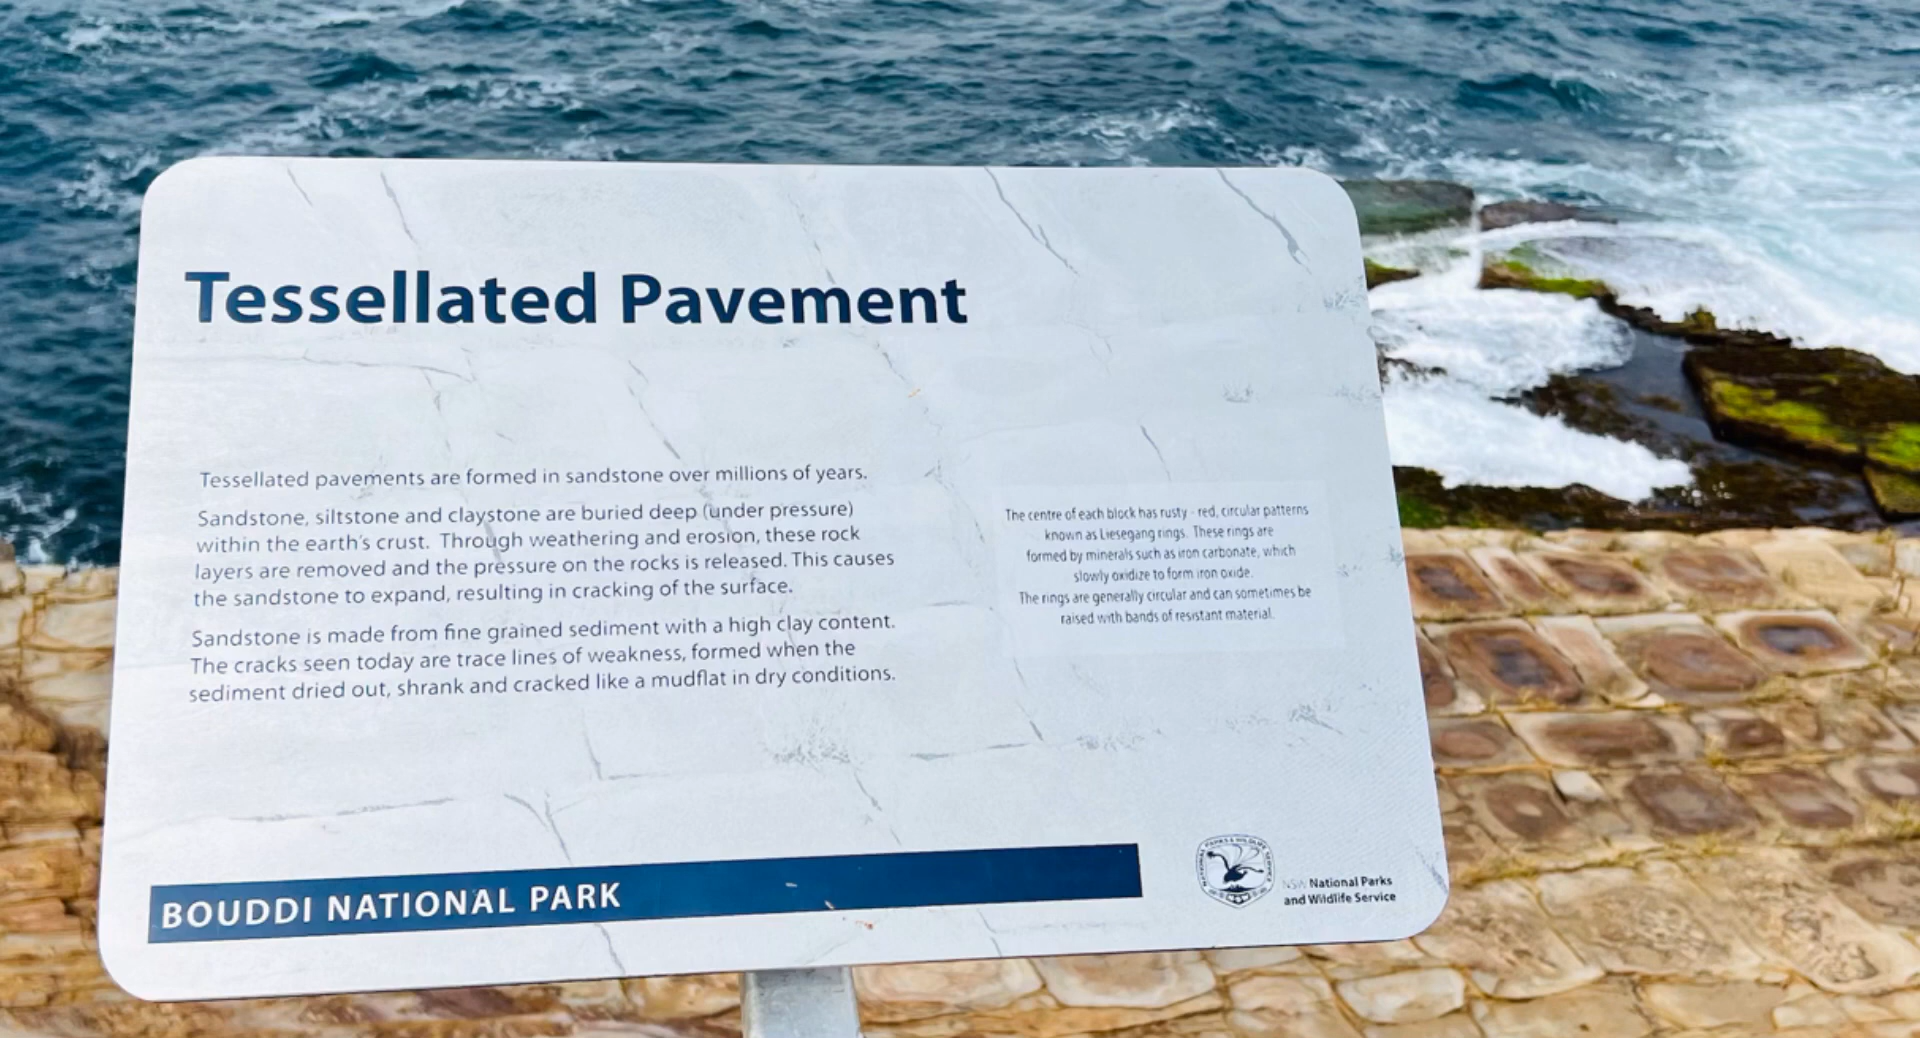 Tessellated Pavement
Tessellated pavements are formed in sandstone over millions of years.
Sandstone, siltstone and claystone are buried deep (under pressure)
within the earth's crust. Through weathering and erosion, these rock
layers are removed and the pressure on the rocks is released. This causes
the sandstone to expand, resulting in cracking of the surface.
Sandstone is made from fine grained sediment with a high clay content.
The cracks seen today are trace lines of weakness, formed when the
sediment dried out, shrank and cracked like a mudflat in dry conditions.
The centre of each block has rusty - red, circular patterns
known as Liesegang rings. These rings are
formed by minerals such as iron carbonate, which
slowly oxidize to form iron oxide.
The rings are generally circular and can sometimes be
raised with bands of resistant material.
BOUDDI NATIONAL PARK
NATIONAL PARKS & WILDLIFE SERVICE
NSW
NSW National Parks
and Wildlife Service